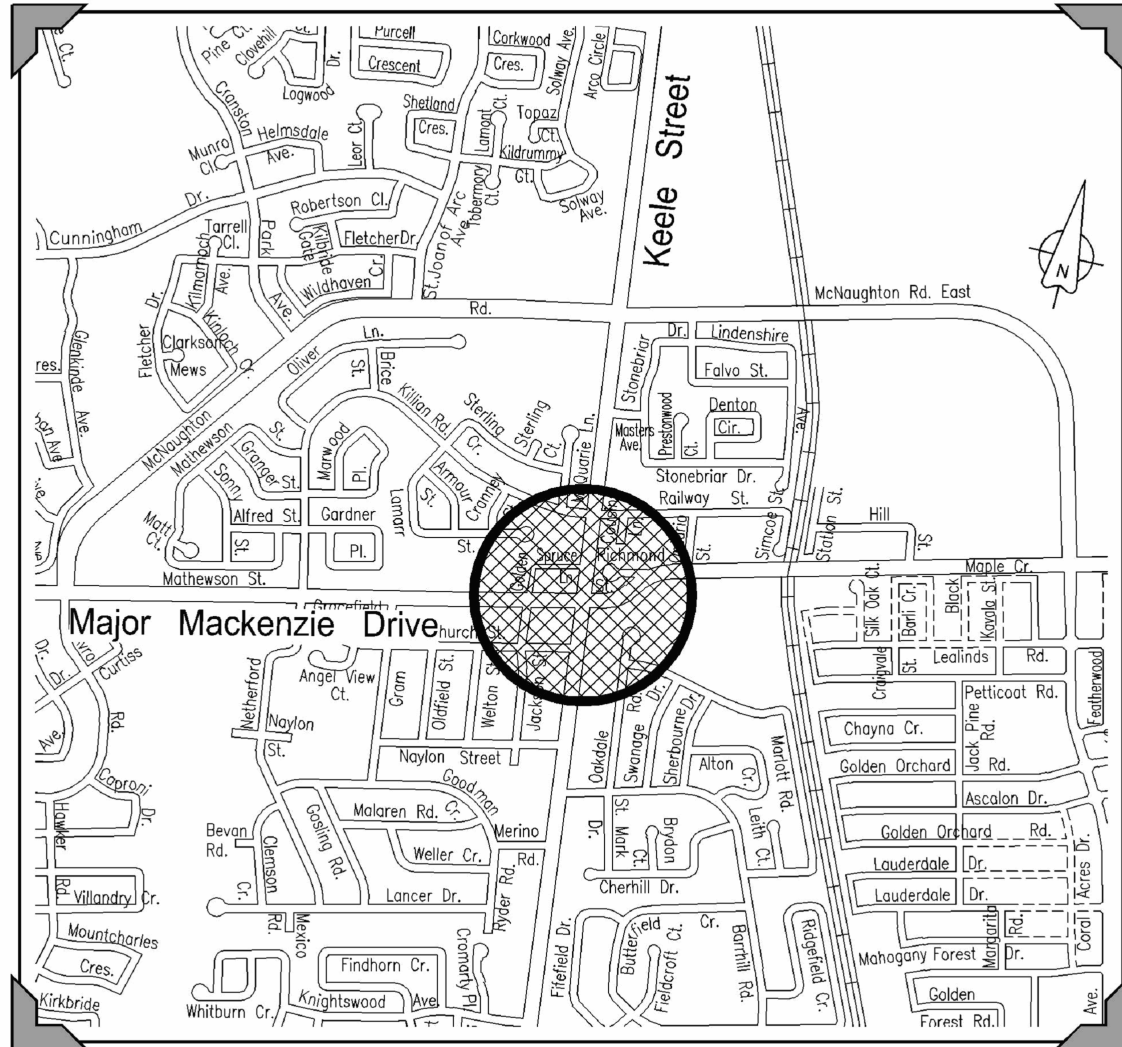 Pine Ct.
Clovehill
Dr.
Logwood
Purcell
Crescent
Corkwood
Cres.
Solway Ave.
Arco Circle
Cranston
Shetland
Cres.
Lamont Ct.
Topaz
Ct.
Munro
Cl.
Helmsdale
Ave.
Leor Ct.
Kildrummy
Gt.
Tobermory
Ct.
Solway
Ave.
Keele Street
Dr.
Cunningham
Robertson Cl.
Tarrell
Cl.
Park
Ave.
Kilbride
Gate
Fletcher Dr.
St.Joan of Arc
Ave.
Wildhaven
Cr.
Kilmarnoch
Ave.
Dr.
Fletcher
Kinloch Cr.
Clarkson
Mews
Glenkinde
Ave.
res.
N
McNaughton Rd. East
Rd.
McNaughton
Oliver
Ln.
Brice
St.
Dr.
Lindenshire
Ave.
Stonebriar
Falvo St.
Denton
Cir.
Prestonwood
Ct.
Masters
Ave.
Stonebriar Dr.
Killian Rd.
Sterling
Cr.
Sterling
Ct.
Quarie Ln.
Mathewson
St.
Granger
St.
Sonny
St.
Marwood
Pl.
Armour
Cranney
Lamarr
St.
St.
Alfred St.
Gardner
Pl.
Matt
Ct.
Mathewson St.
Railway St.
Simcoe St.
Station St.
Hill
St.
St.
Golden
Spruce
Ln.
Richmond
Maple Cr.
Major Mackenzie Drive
Silk Oak Ct.
Barli Cr.
Black
Kavala St.
Craigvale
St.
Lealinds
Rd.
Featherwood
Dr.
Dr.
Curtiss
Rd.
Ave.
Netherford
Angel View
Ct.
Gram
Oldfield St.
Welton St.
Naylon
St.
Naylon Street
Oakdale
Dr.
Swanage
Rd.
Sherbourne
Dr.
Dr.
Alton
Cr.
Marlott Rd.
Petticoat Rd.
Jack Pine
Rd.
Chayna Cr.
Golden Orchard
Rd.
Ascalon Dr.
Golden Orchard
Rd.
Lauderdale
Dr.
Lauderdale
Dr.
Coral Acres Dr.
Caproni
Dr.
Hawker
Rd.
Villandry Cr.
Mountcharles
Cres.
Kirkbride
Goodman
Cr.
Malaren Rd.
Gosling Rd.
Bevan
Rd.
Clemson
Cr.
Weller Cr.
Merino
Rd.
Lancer Dr.
Ryder Rd.
Rd.
Mexico
St. Mark
Ct.
Brydon
Ct.
Leith Ct.
Cherhill Dr.
Findhorn Cr.
Cromarty Pl.
Whitburn Cr.
Knightswood
Ave.
Fifefield Dr.
Butterfield
Cr.
Fieldcroft Ct.
Barnhill Rd.
Ridgefield Cr.
Margarita
Rd.
Mahogany Forest
Dr.
Golden
Forest Rd.
Ave.